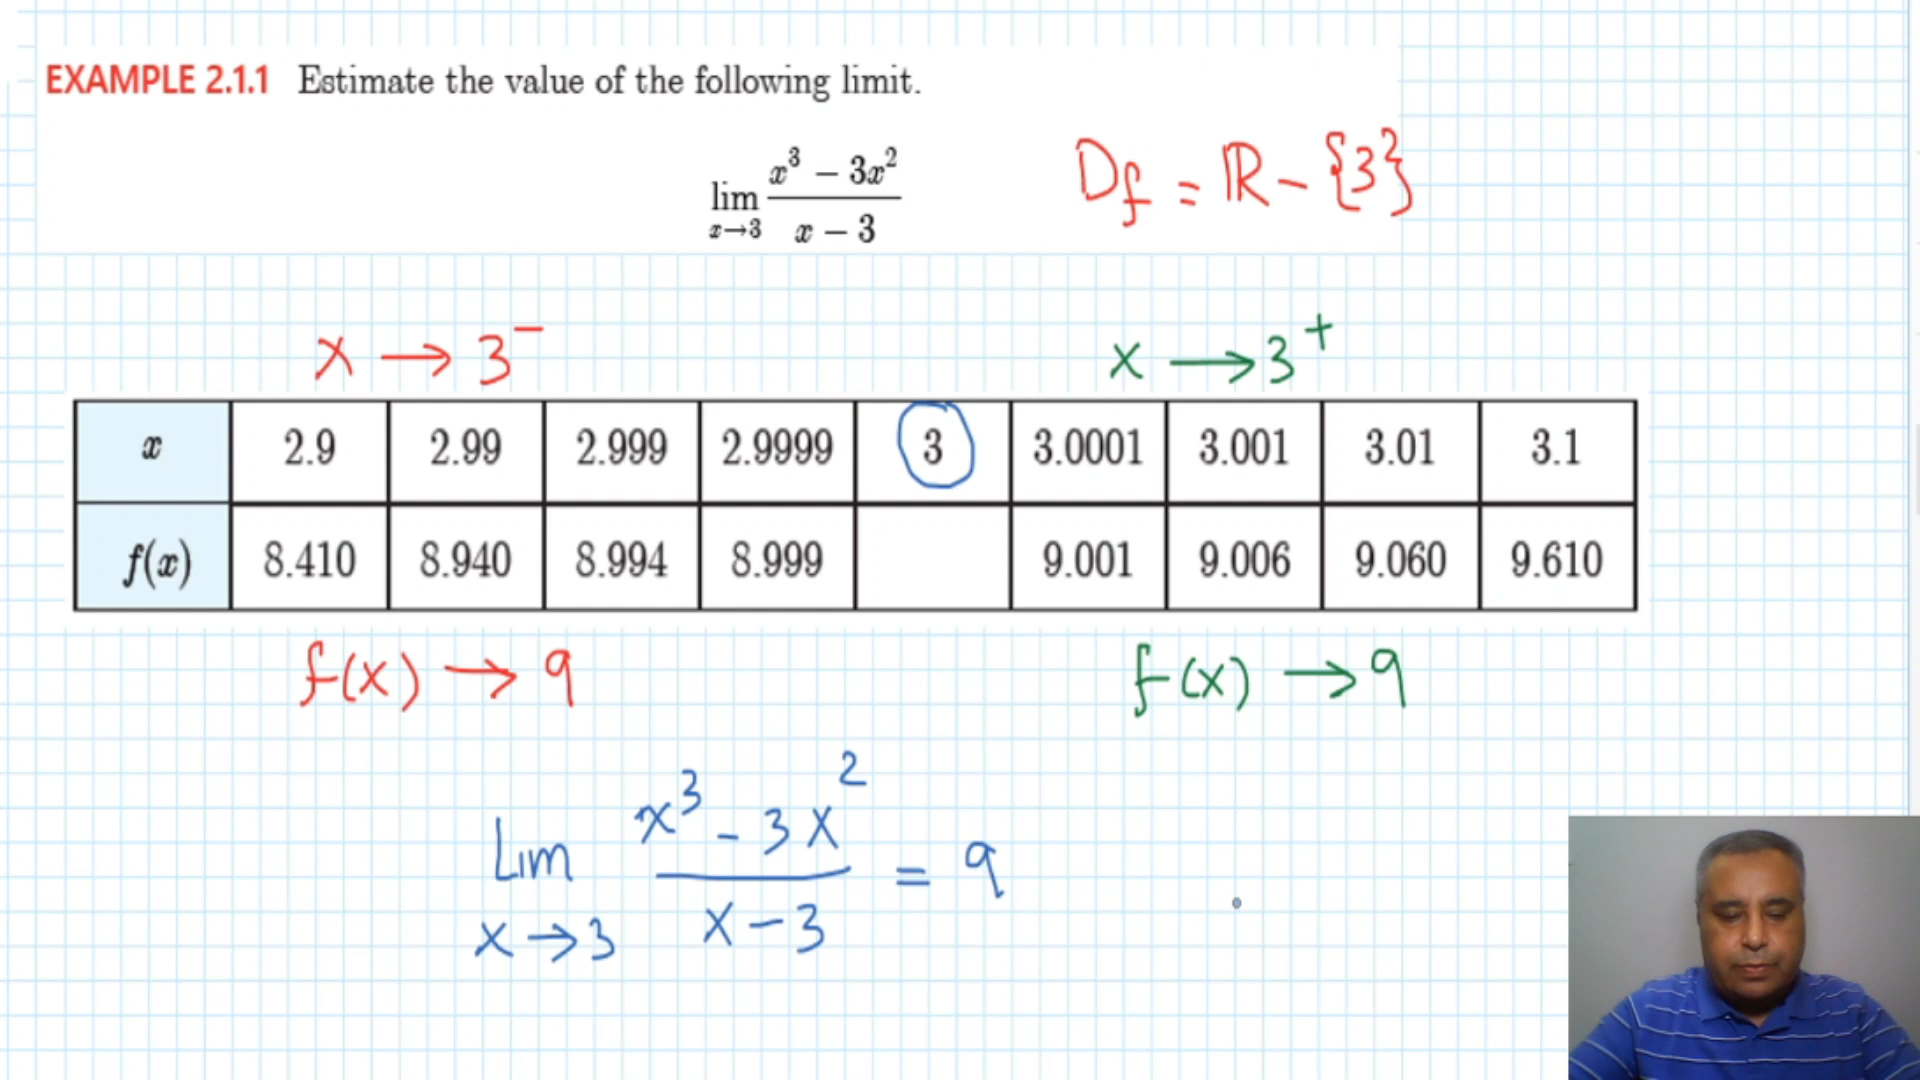 EXAMPLE 2.1.1 Estimate the value of the following limit.
lim x→3 (x³ − 3x²)/(x − 3)
D_f = ℝ − {3}
x → 3⁻
x → 3⁺
x 2.9 2.99 2.999 2.9999 3 3.0001 3.001 3.01 3.1
f(x) 8.410 8.940 8.994 8.999 9.001 9.006 9.060 9.610
f(x) → 9
f(x) → 9
Lim x→3 (x³ − 3x²)/(x − 3) = 9